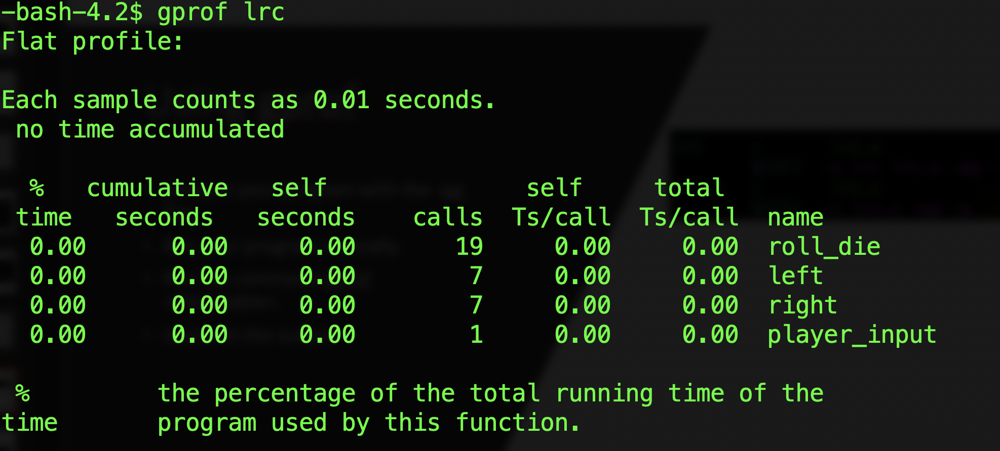 -bash-4.2$ gprof lrc
Flat profile:

Each sample counts as 0.01 seconds.
 no time accumulated

  %   cumulative   self              self     total
 time   seconds   seconds    calls  Ts/call  Ts/call  name
  0.00      0.00     0.00       19     0.00     0.00  roll_die
  0.00      0.00     0.00        7     0.00     0.00  left
  0.00      0.00     0.00        7     0.00     0.00  right
  0.00      0.00     0.00        1     0.00     0.00  player_input

 %         the percentage of the total running time of the
time       program used by this function.